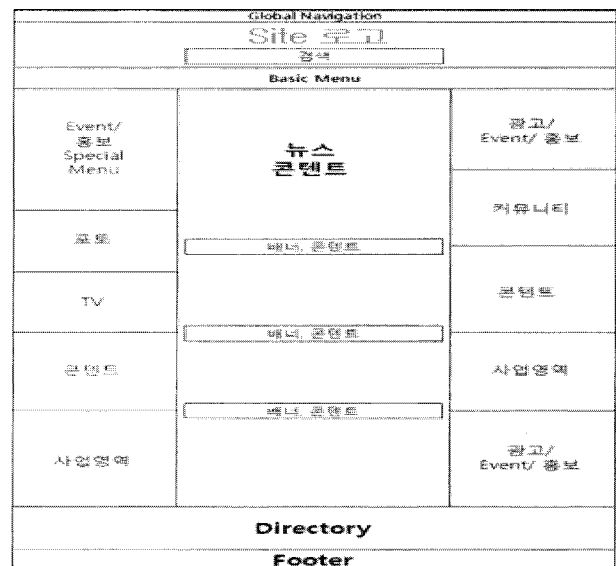 Global Navigation
Site 로고
검색
Basic Menu
Event/
홍보
Special
Menu
포토
TV
콘텐트
사업영역
뉴스
콘텐트
배너, 콘텐트
배너, 콘텐트
배너, 콘텐트
광고/
Event/ 홍보
커뮤니티
콘텐트
사업영역
광고/
Event/ 홍보
Directory
Footer